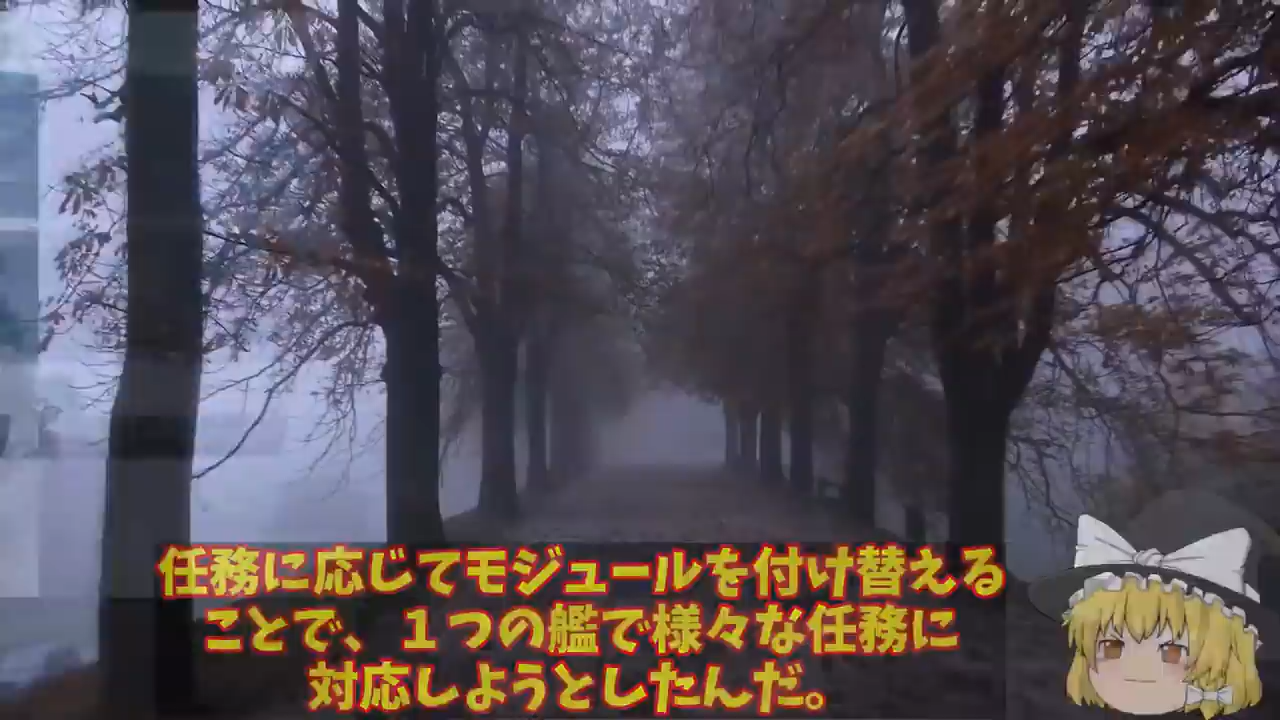 任務に応じてモジュールを付け替える
ことで、１つの艦で様々な任務に
対応しようとしたんだ。